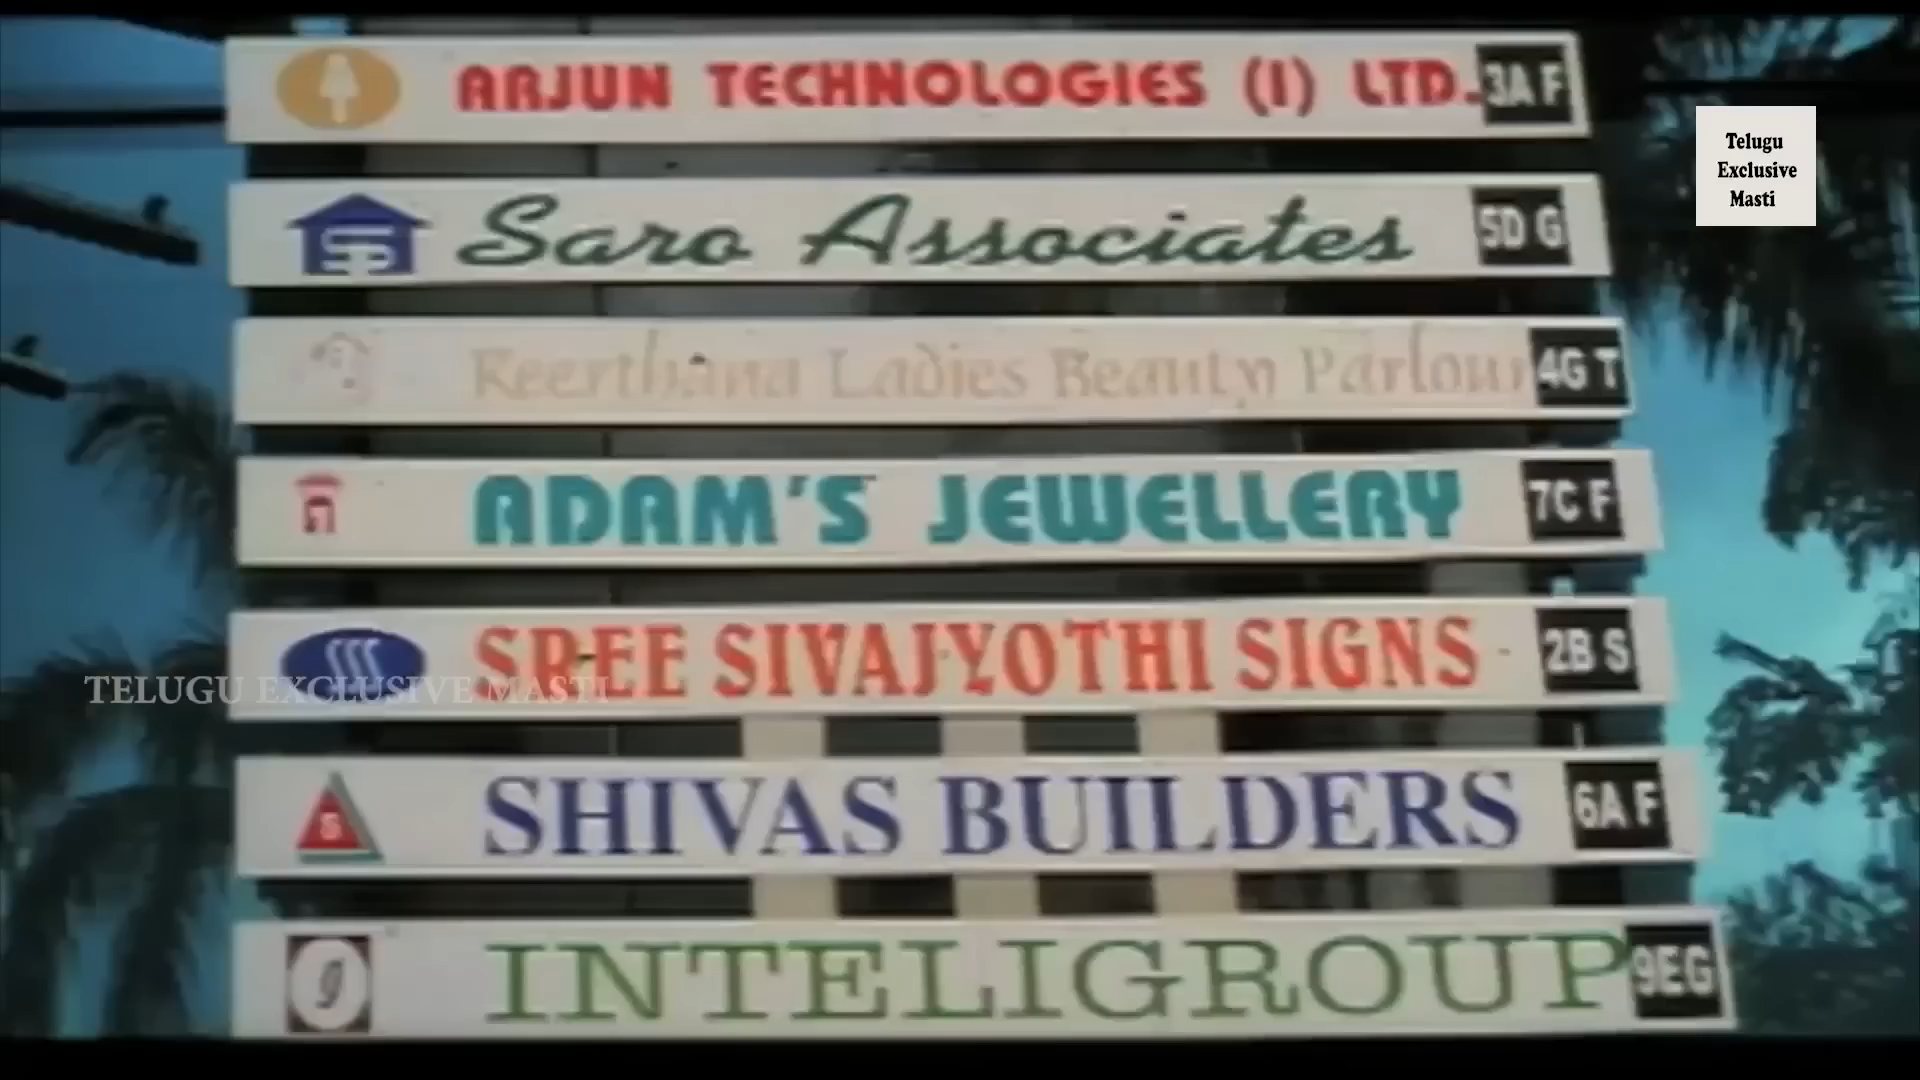 ARJUN TECHNOLOGIES (I) LTD. 3A F
Telugu
Exclusive
Masti
Saro Associates 5D G
Keerthana Ladies Beauty Parlour 4G T
ADAM'S JEWELLERY 7C F
SREE SIVAJYOTHI SIGNS 2B S
TELUGU EXCLUSIVE MASTI
SHIVAS BUILDERS 6A F
INTELIGROUP 9EG